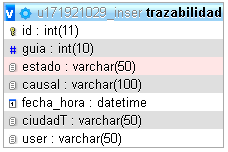 v u171921029_inser trazabilidad
id : int(11)
# guia : int(10)
estado : varchar(50)
causal : varchar(100)
fecha_hora : datetime
ciudadT : varchar(50)
user : varchar(50)